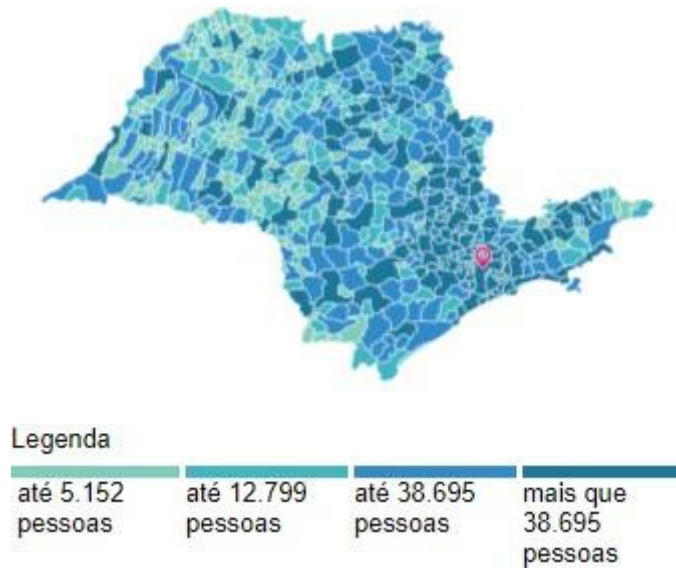 Legenda
até 5.152 pessoas
até 12.799 pessoas
até 38.695 pessoas
mais que 38.695 pessoas